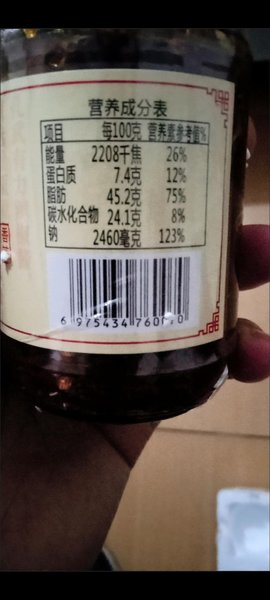 营养成分表
项目 每100克 营养素参考值%
能量 2208千焦 26%
蛋白质 7.4克 12%
脂肪 45.2克 75%
碳水化合物 24.1克 8%
钠 2460毫克 123%